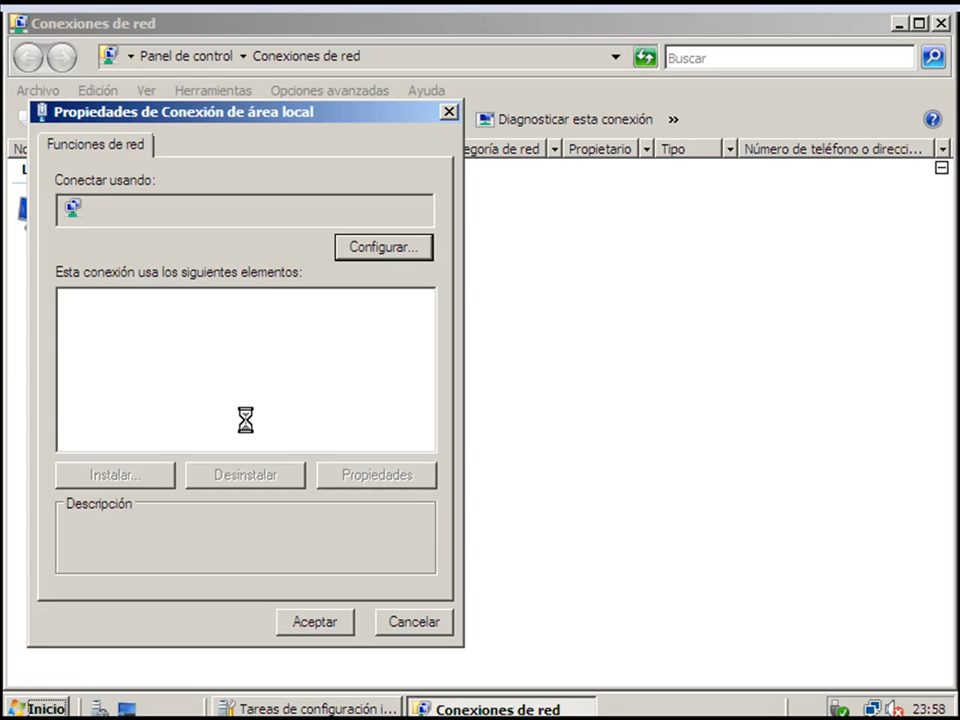 Conexiones de red
Panel de control
Conexiones de red
Buscar
Archivo Edición Ver Herramientas Opciones avanzadas Ayuda
Propiedades de Conexión de área local
Diagnosticar esta conexión »
Funciones de red
egoría de red Propietario Tipo Número de teléfono o direcci...
Conectar usando:
Configurar...
Esta conexión usa los siguientes elementos:
Instalar... Desinstalar Propiedades
Descripción
Aceptar Cancelar
Inicio Tareas de configuración i... Conexiones de red 23:58